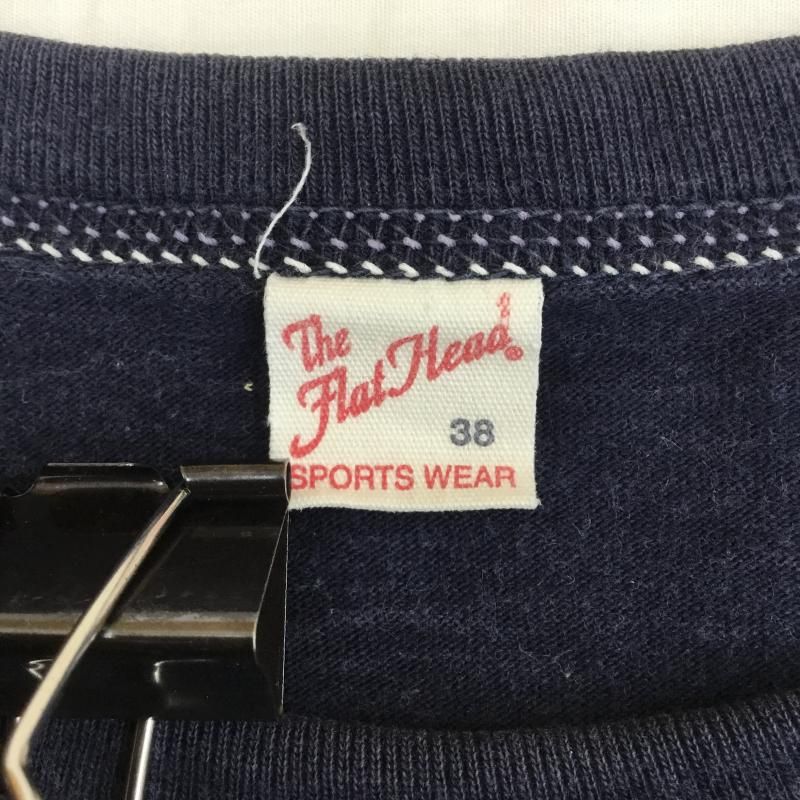 The
Flat Head®
38
SPORTS WEAR